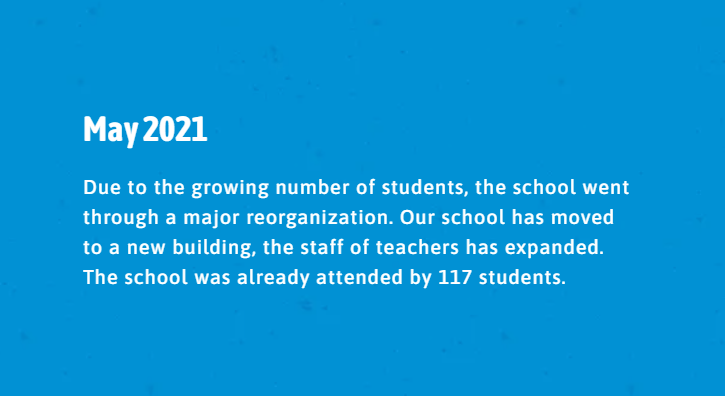 May 2021
Due to the growing number of students, the school went
through a major reorganization. Our school has moved
to a new building, the staff of teachers has expanded.
The school was already attended by 117 students.